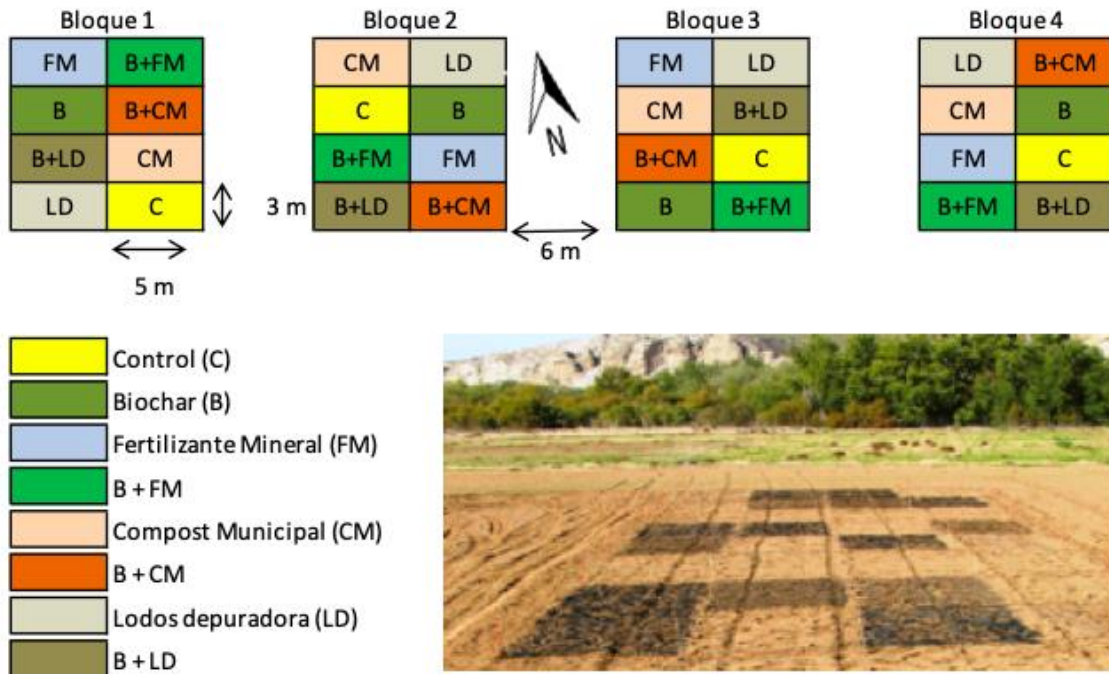 Bloque 1
Bloque 2
Bloque 3
Bloque 4
FM B+FM
B B+CM
B+LD CM
LD C
CM LD
C B
B+FM FM
B+LD B+CM
FM LD
CM B+LD
B+CM C
B B+FM
LD B+CM
CM B
FM C
B+FM B+LD
N
3 m
5 m
6 m
Control (C)
Biochar (B)
Fertilizante Mineral (FM)
B + FM
Compost Municipal (CM)
B + CM
Lodos depuradora (LD)
B + LD